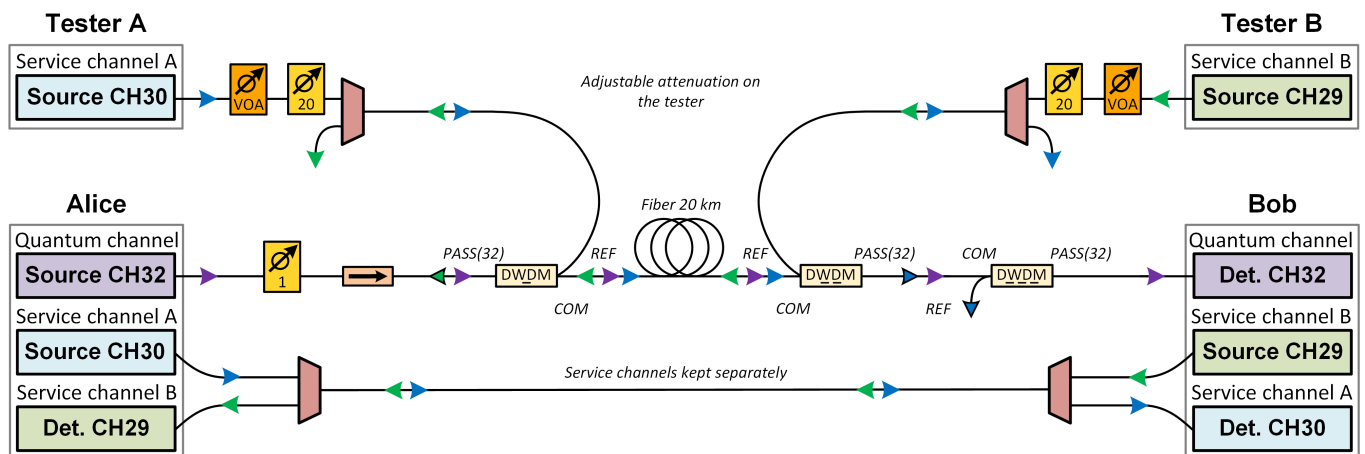 Tester A
Tester B
Service channel A
Source CH30
VOA
20
Adjustable attenuation on
the tester
20
VOA
Service channel B
Source CH29
Alice
Bob
Fiber 20 km
Quantum channel
Source CH32
1
PASS(32)
DWDM
REF
COM
REF
COM
DWDM
PASS(32)
COM
REF
DWDM
PASS(32)
Quantum channel
Det. CH32
Service channel A
Source CH30
Service channel B
Det. CH29
Service channels kept separately
Service channel B
Source CH29
Service channel A
Det. CH30